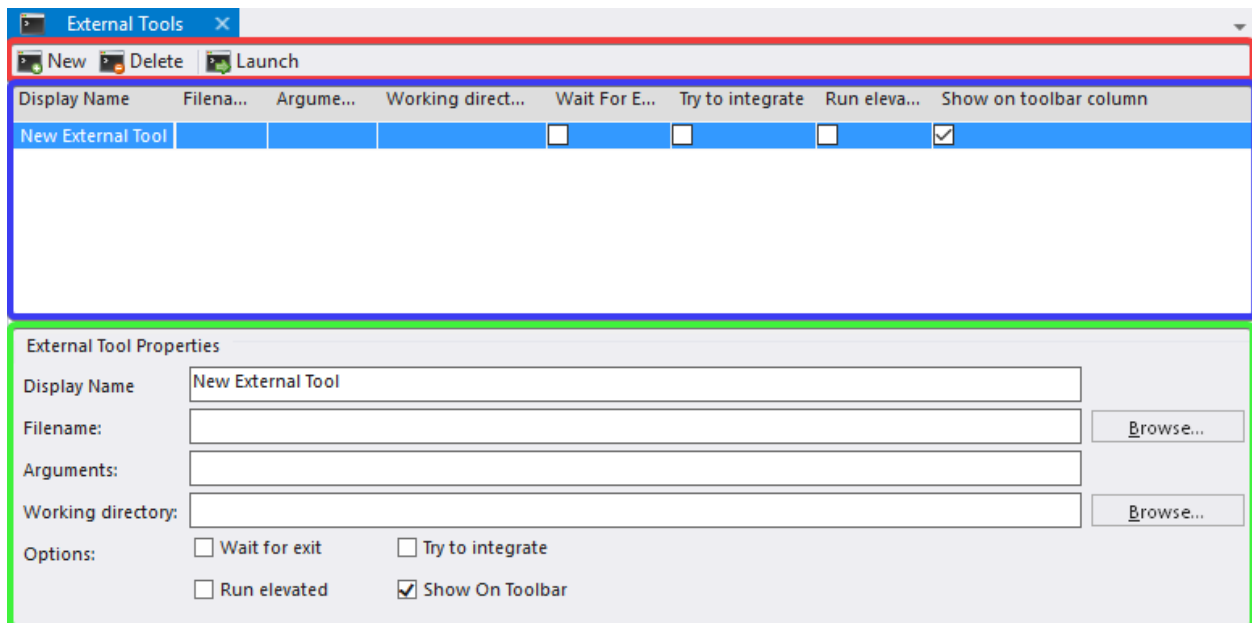 External Tools
New Delete Launch
Display Name Filena... Argume... Working direct... Wait For E... Try to integrate Run eleva... Show on toolbar column
New External Tool
External Tool Properties
Display Name New External Tool
Filename: Browse...
Arguments:
Working directory: Browse...
Options: Wait for exit Try to integrate
Run elevated Show On Toolbar